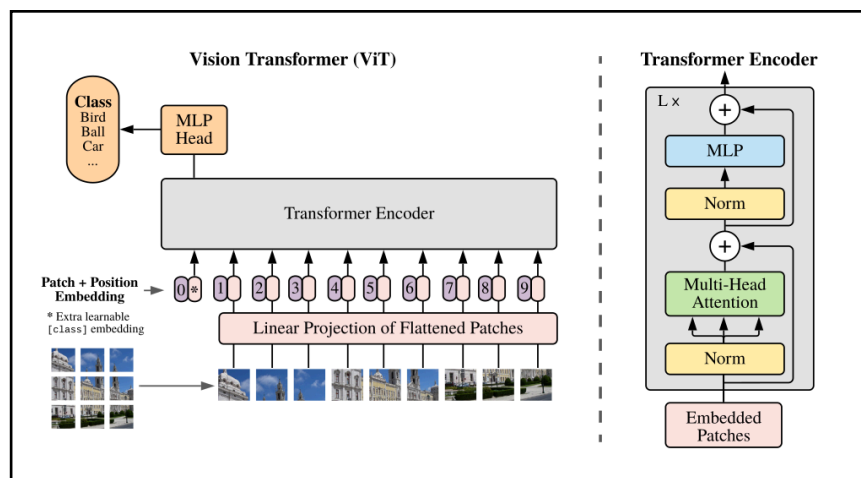 Vision Transformer (ViT)
Class
Bird
Ball
Car
...
MLP
Head
Transformer Encoder
Patch + Position
Embedding
0 * 1 2 3 4 5 6 7 8 9
* Extra learnable
[class] embedding
Linear Projection of Flattened Patches
Transformer Encoder
L ×
+
MLP
Norm
+
Multi-Head
Attention
Norm
Embedded
Patches